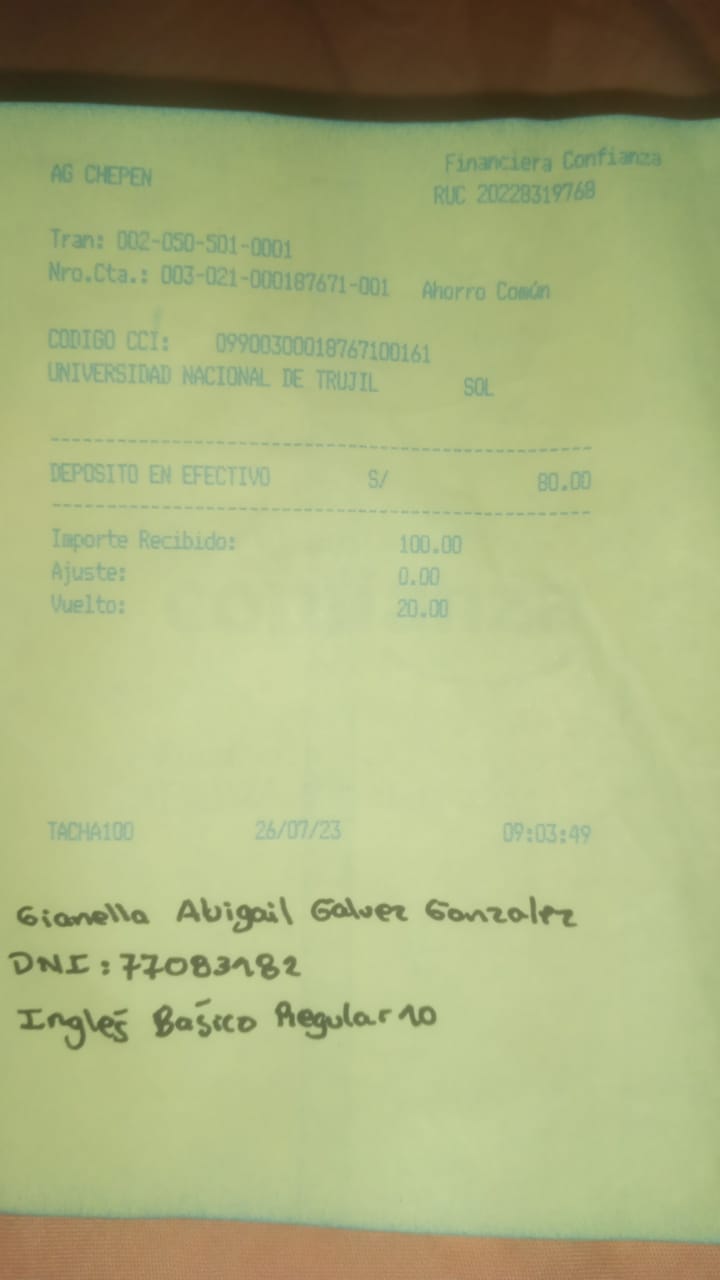 AG CHEPEN Financiera Confianza
RUC 20228319768
Tran: 002-050-501-0001
Nro.Cta.: 003-021-000187671-001 Ahorro Común
CODIGO CCI: 09900300018767100161
UNIVERSIDAD NACIONAL DE TRUJIL SOL
DEPOSITO EN EFECTIVO S/ 80.00
Importe Recibido: 100.00
Ajuste: 0.00
Vuelto: 20.00
TACHA100 26/07/23 09:03:49
Gianella Abigail Galvez Gonzalez
DNI: 77083182
Inglés Básico Regular 10